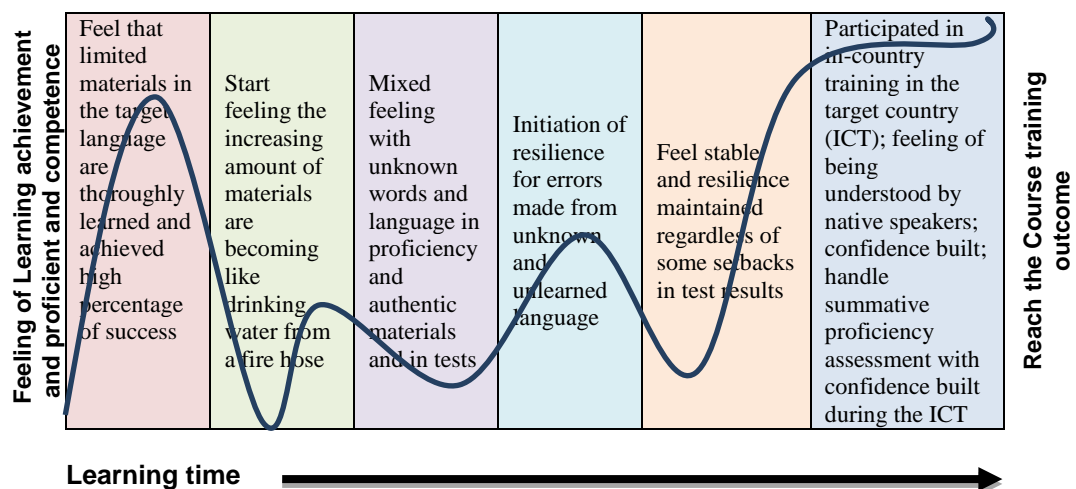 Feeling of Learning achievement
and proficient and competence
Feel that
limited
materials in
the target
language
are
thoroughly
learned and
achieved
high
percentage
of success
Start
feeling the
increasing
amount of
materials
are
becoming
like
drinking
water from
a fire hose
Mixed
feeling
with
unknown
words and
language in
proficiency
and
authentic
materials
and in tests
Initiation of
resilience
for errors
made from
unknown
and
unlearned
language
Feel stable
and resilience
maintained
regardless of
some setbacks
in test results
Participated in
in-country
training in the
target country
(ICT); feeling of
being
understood by
native speakers;
confidence built;
handle
summative
proficiency
assessment with
confidence built
during the ICT
Reach the Course training
outcome
Learning time